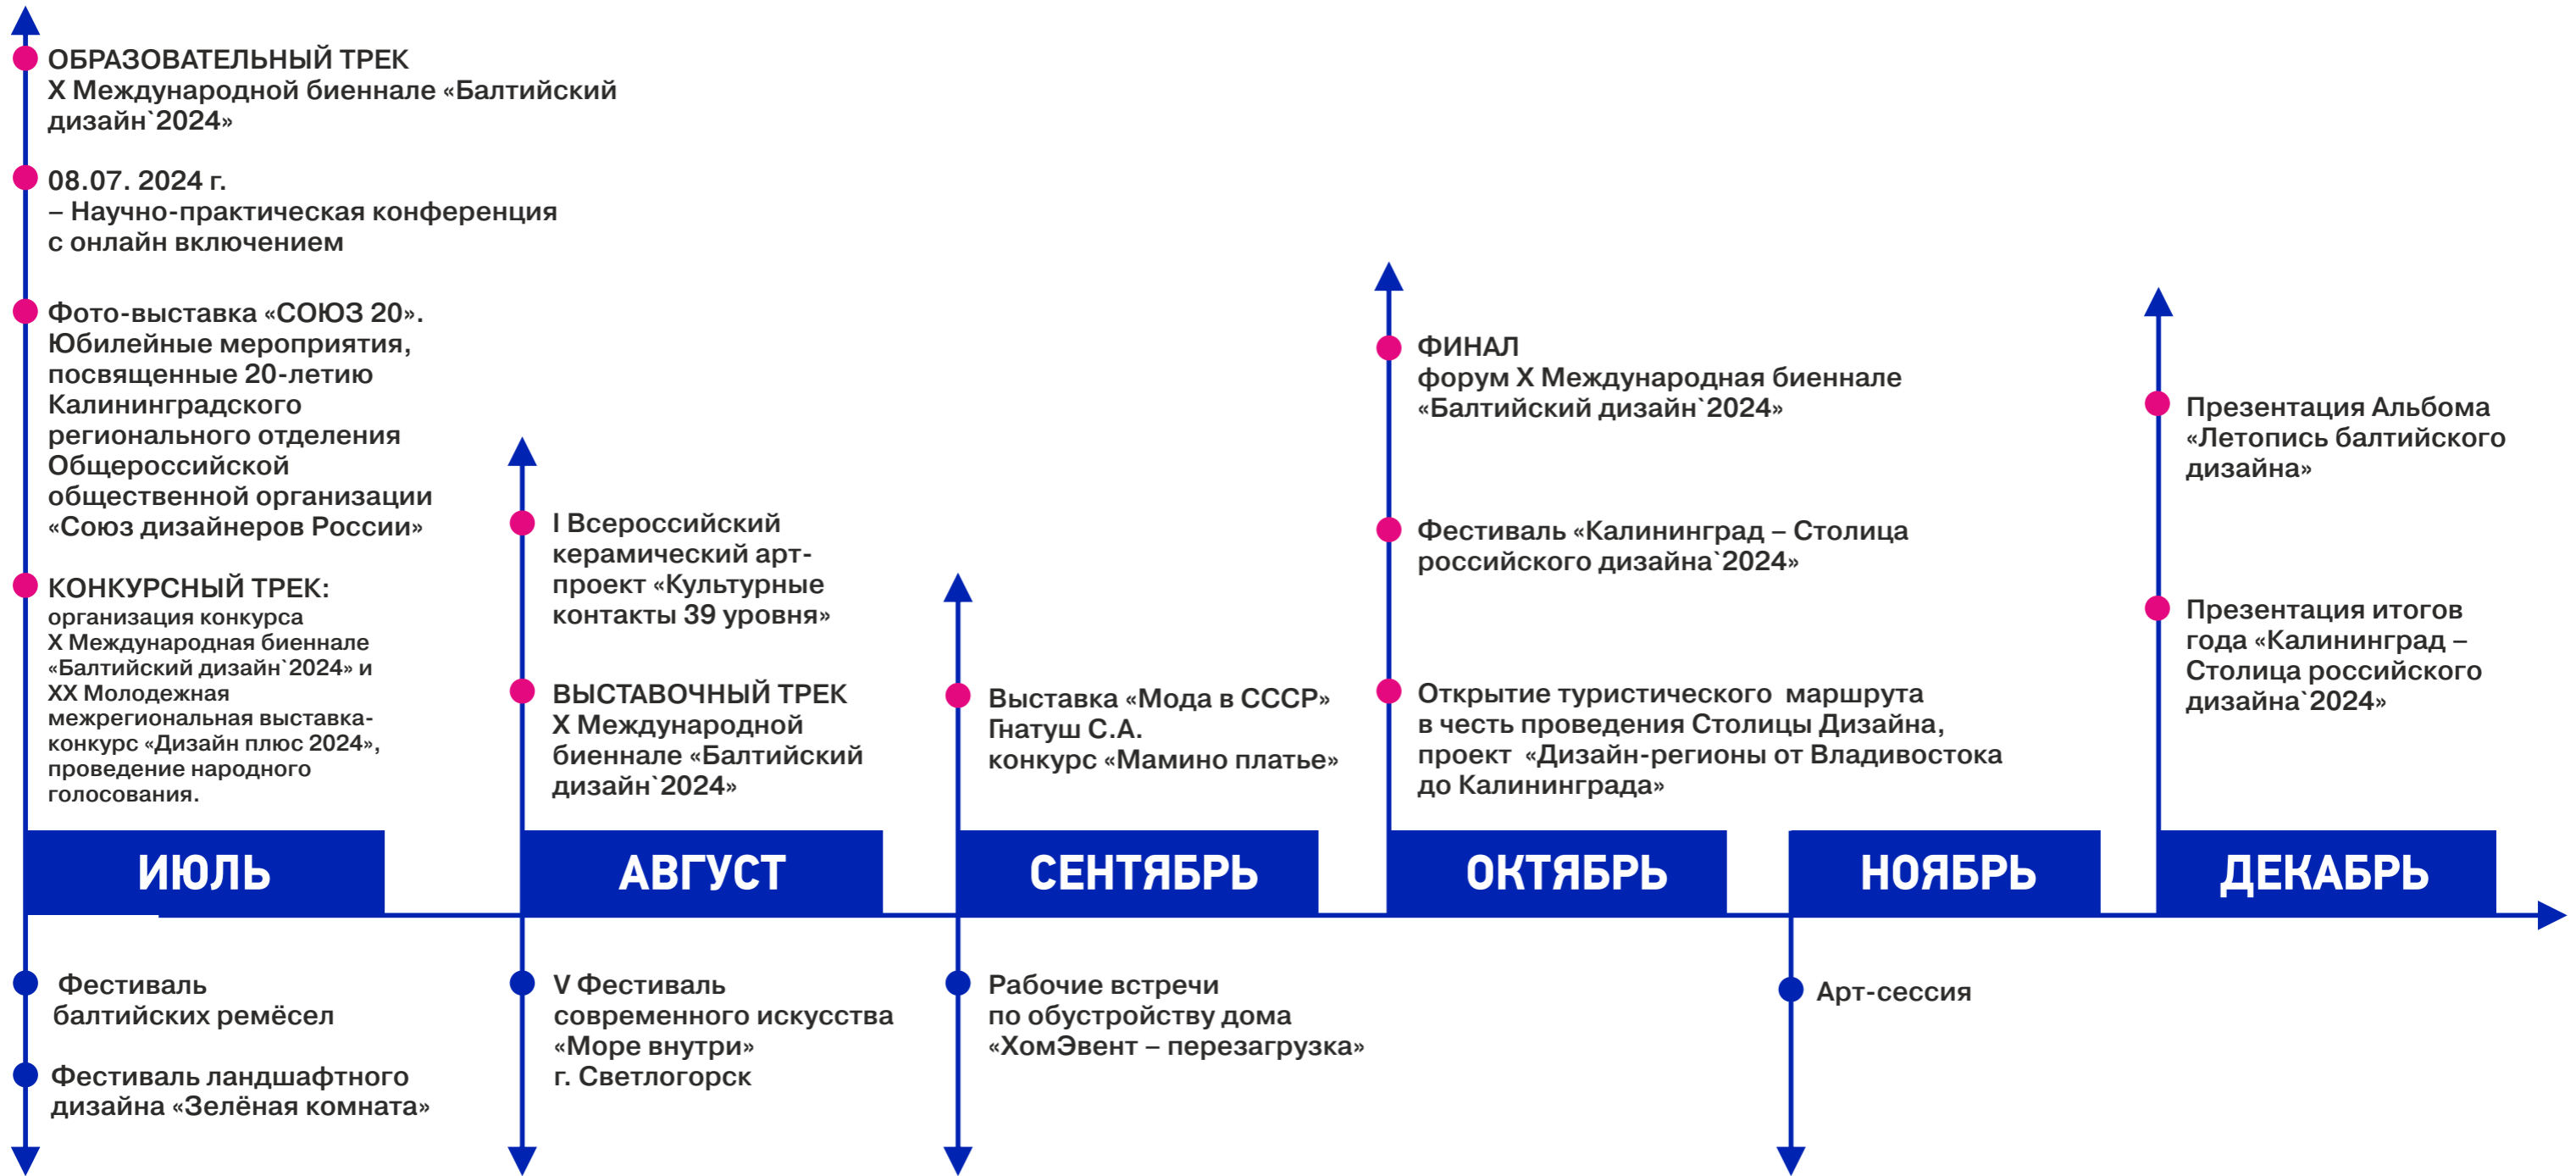 ОБРАЗОВАТЕЛЬНЫЙ ТРЕК
X Международной биеннале «Балтийский
дизайн`2024»
08.07. 2024 г.
– Научно-практическая конференция
с онлайн включением
Фото-выставка «СОЮЗ 20».
Юбилейные мероприятия,
посвященные 20-летию
Калининградского
регионального отделения
Общероссийской
общественной организации
«Союз дизайнеров России»
КОНКУРСНЫЙ ТРЕК:
организация конкурса
X Международная биеннале
«Балтийский дизайн`2024» и
XX Молодежная
межрегиональная выставка-
конкурс «Дизайн плюс 2024»,
проведение народного
голосования.
I Всероссийский
керамический арт-
проект «Культурные
контакты 39 уровня»
ВЫСТАВОЧНЫЙ ТРЕК
X Международной
биеннале «Балтийский
дизайн`2024»
Выставка «Мода в СССР»
Гнатуш С.А.
конкурс «Мамино платье»
ФИНАЛ
форум X Международная биеннале
«Балтийский дизайн`2024»
Фестиваль «Калининград – Столица
российского дизайна`2024»
Открытие туристического  маршрута
в честь проведения Столицы Дизайна,
проект  «Дизайн-регионы от Владивостока
до Калининграда»
Презентация Альбома
«Летопись балтийского
дизайна»
Презентация итогов
года «Калининград –
Столица российского
дизайна`2024»
ИЮЛЬ
АВГУСТ
СЕНТЯБРЬ
ОКТЯБРЬ
НОЯБРЬ
ДЕКАБРЬ
Фестиваль
балтийских ремёсел
Фестиваль ландшафтного
дизайна «Зелёная комната»
V Фестиваль
современного искусства
«Море внутри»
г. Светлогорск
Рабочие встречи
по обустройству дома
«ХомЭвент – перезагрузка»
Арт-сессия